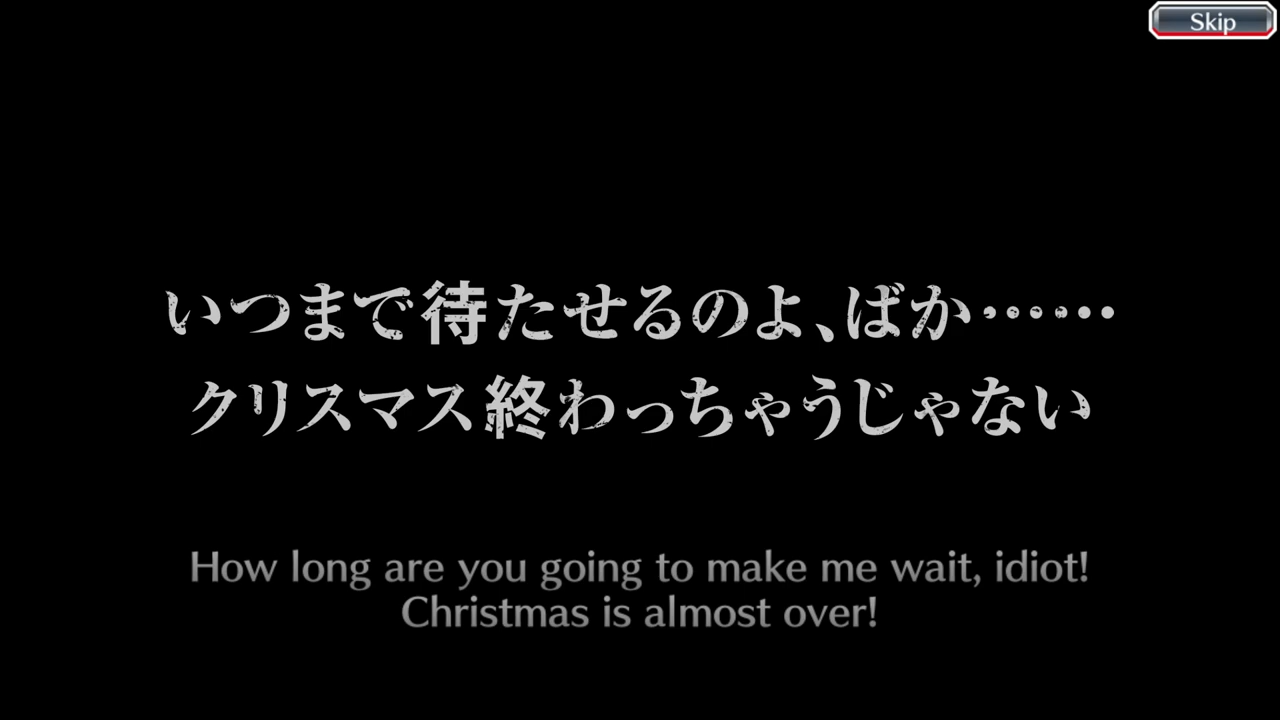 Skip
いつまで待たせるのよ、ばか……
クリスマス終わっちゃうじゃない
How long are you going to make me wait, idiot!
Christmas is almost over!